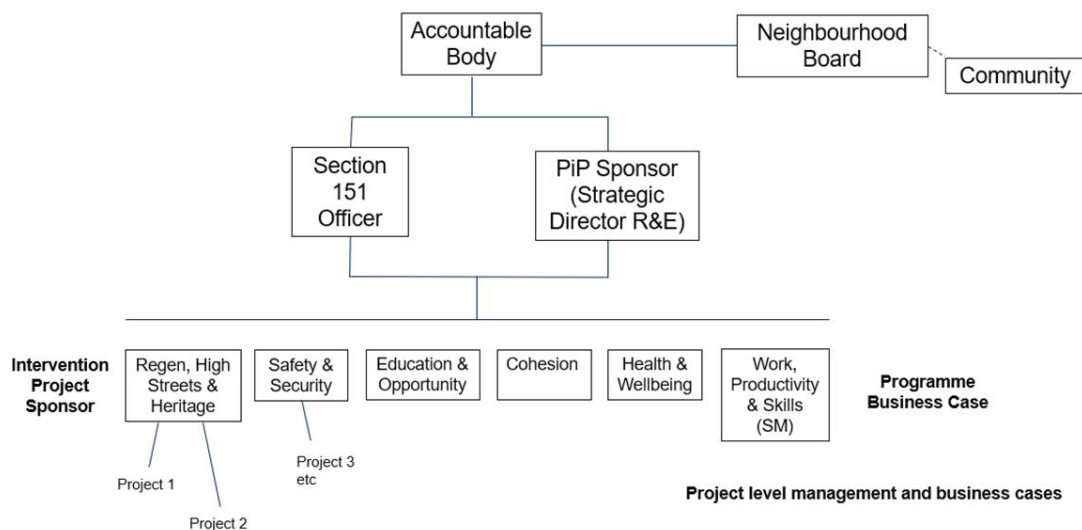 Accountable
Body
Neighbourhood
Board
Community
Section
151
Officer
PiP Sponsor
(Strategic
Director R&E)
Intervention
Project
Sponsor
Regen, High
Streets &
Heritage
Safety &
Security
Education &
Opportunity
Cohesion
Health &
Wellbeing
Work,
Productivity
& Skills
(SM)
Programme
Business Case
Project 1
Project 2
Project 3
etc
Project level management and business cases